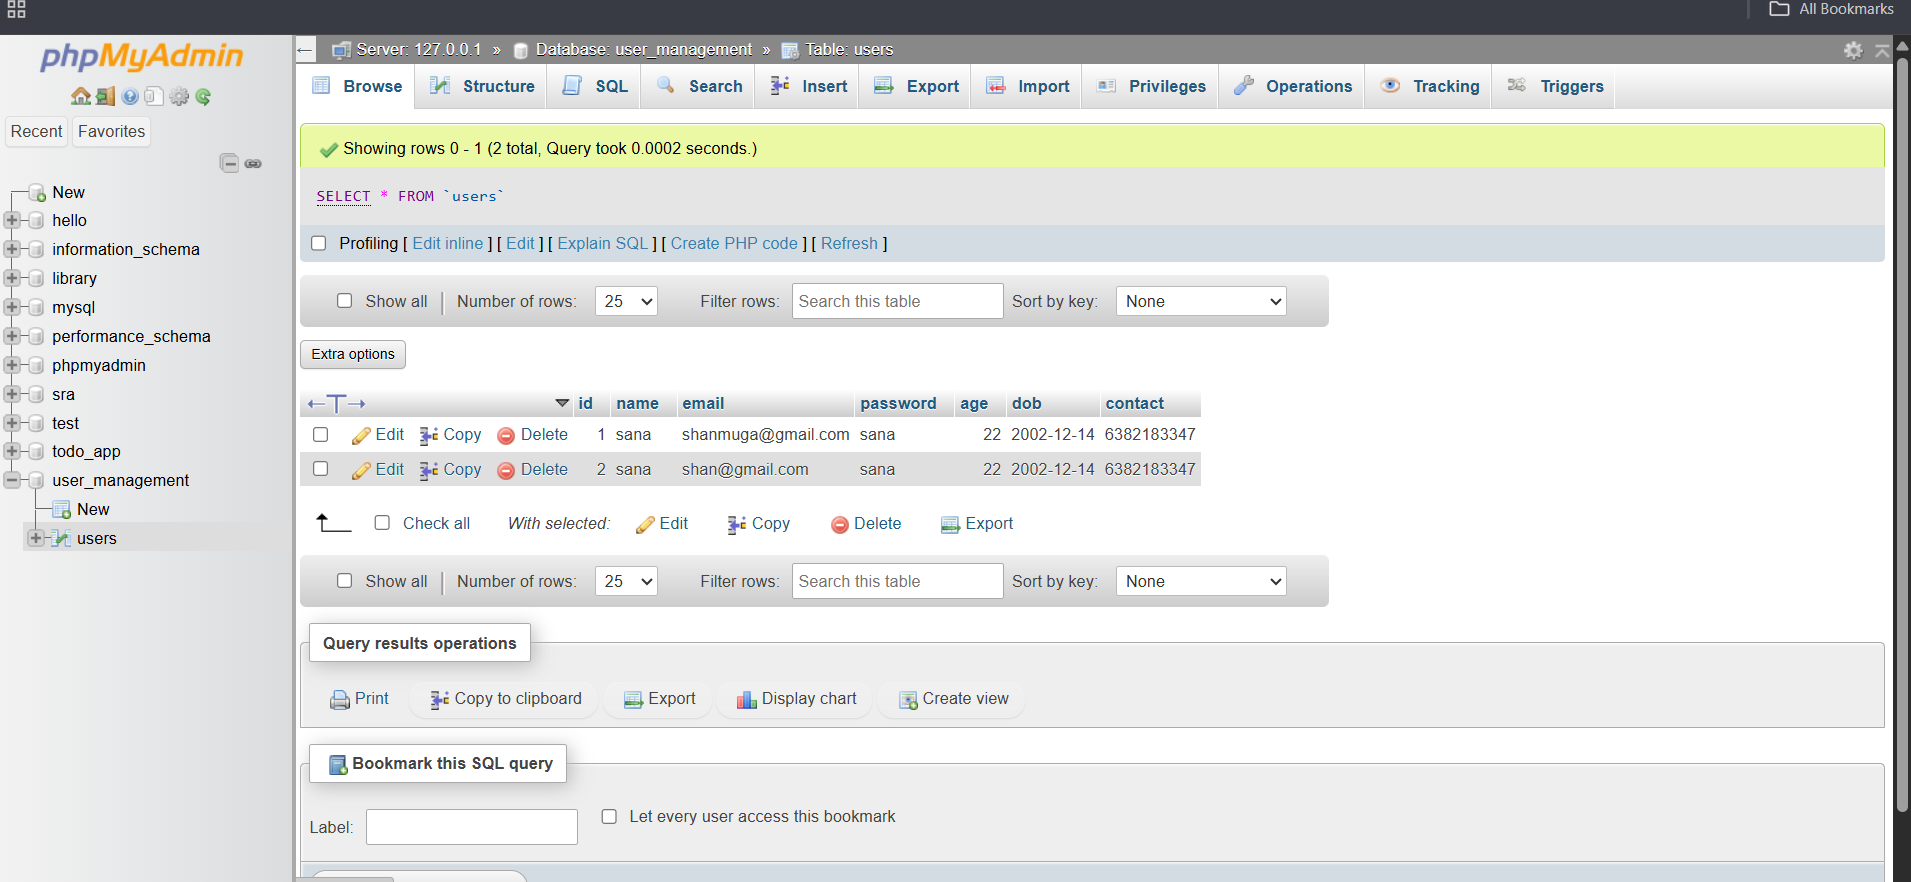 All Bookmarks
phpMyAdmin
Recent Favorites
New
hello
information_schema
library
mysql
performance_schema
phpmyadmin
sra
test
todo_app
user_management
New
users
Server: 127.0.0.1 » Database: user_management » Table: users
Browse Structure SQL Search Insert Export Import Privileges Operations Tracking Triggers
Showing rows 0 - 1 (2 total, Query took 0.0002 seconds.)
SELECT * FROM `users`
Profiling [ Edit inline ] [ Edit ] [ Explain SQL ] [ Create PHP code ] [ Refresh ]
Show all Number of rows: 25 Filter rows: Search this table Sort by key: None
Extra options
id name email password age dob contact
Edit Copy Delete 1 sana shanmuga@gmail.com sana 22 2002-12-14 6382183347
Edit Copy Delete 2 sana shan@gmail.com sana 22 2002-12-14 6382183347
Check all With selected: Edit Copy Delete Export
Show all Number of rows: 25 Filter rows: Search this table Sort by key: None
Query results operations
Print Copy to clipboard Export Display chart Create view
Bookmark this SQL query
Label: Let every user access this bookmark